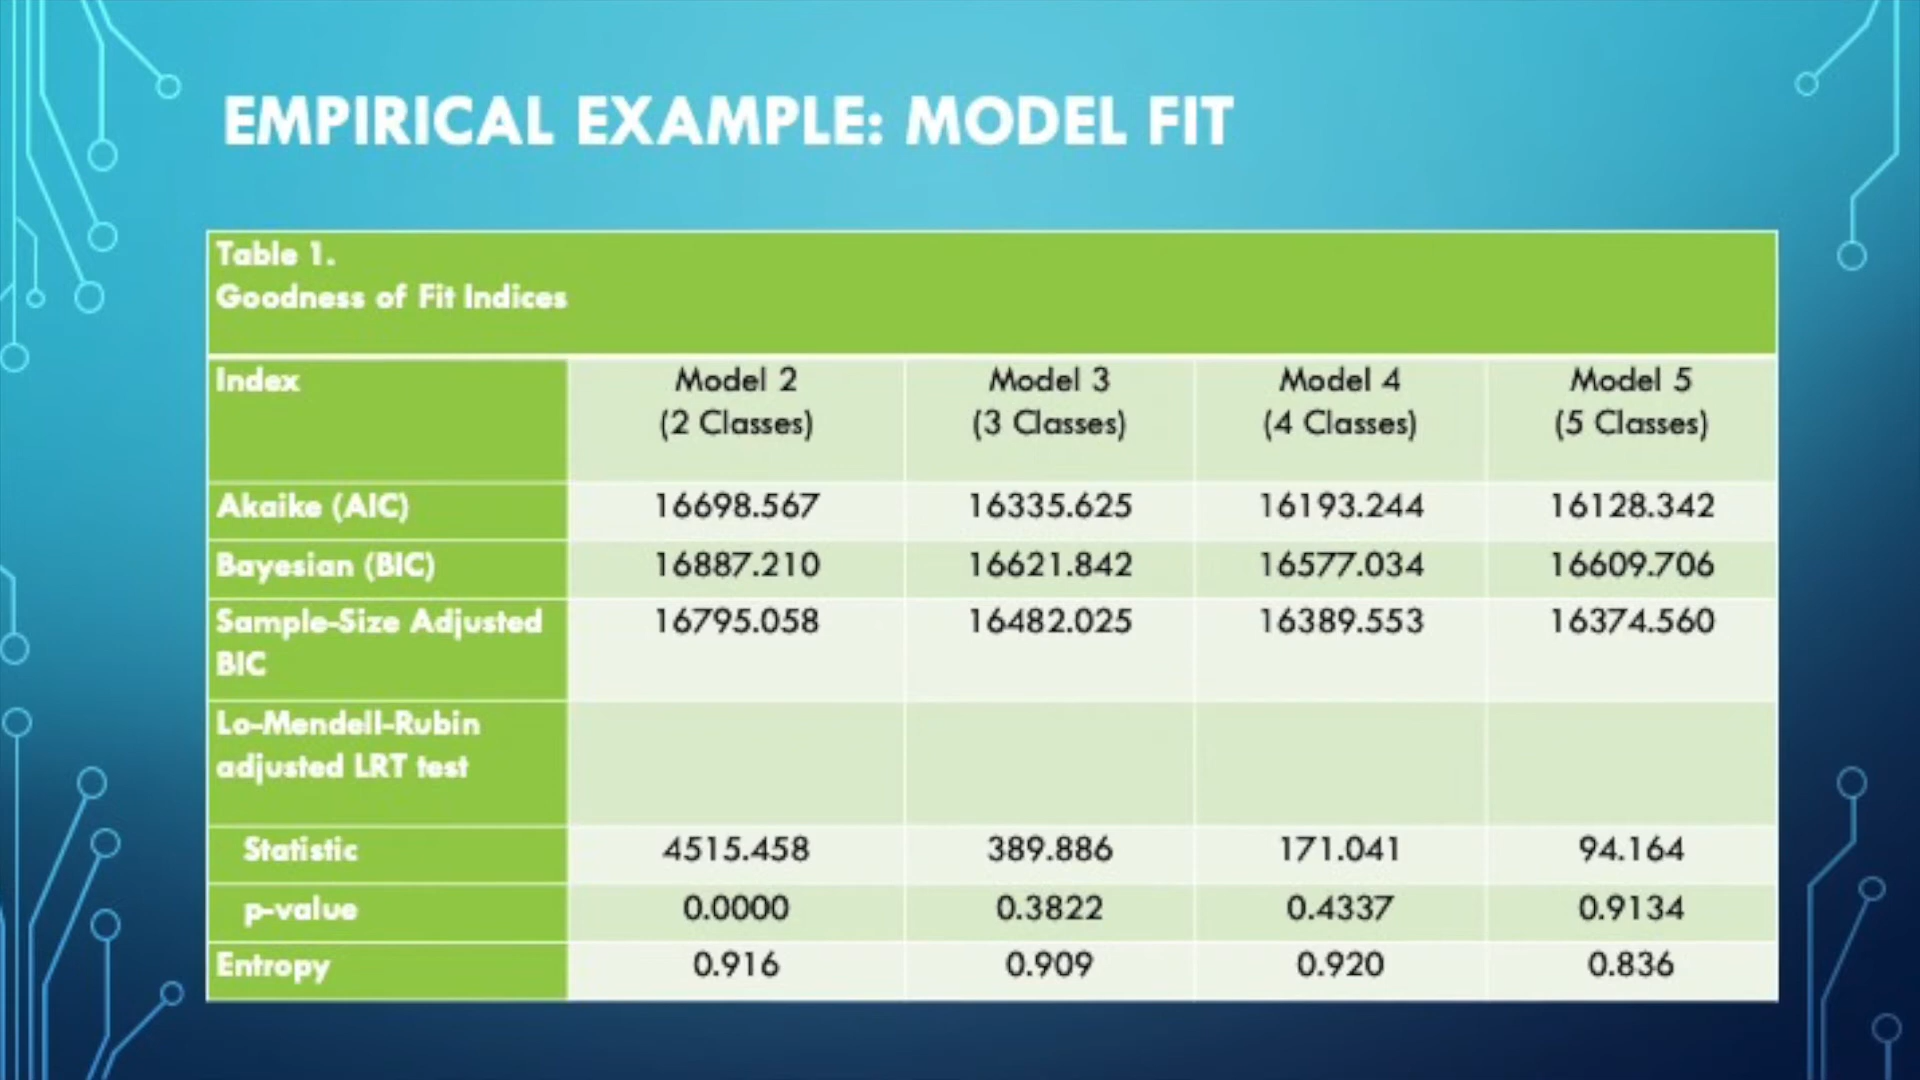 EMPIRICAL EXAMPLE: MODEL FIT
Table 1.
Goodness of Fit Indices
Index Model 2 Model 3 Model 4 Model 5
(2 Classes) (3 Classes) (4 Classes) (5 Classes)
Akaike (AIC) 16698.567 16335.625 16193.244 16128.342
Bayesian (BIC) 16887.210 16621.842 16577.034 16609.706
Sample-Size Adjusted 16795.058 16482.025 16389.553 16374.560
BIC
Lo-Mendell-Rubin
adjusted LRT test
Statistic 4515.458 389.886 171.041 94.164
p-value 0.0000 0.3822 0.4337 0.9134
Entropy 0.916 0.909 0.920 0.836